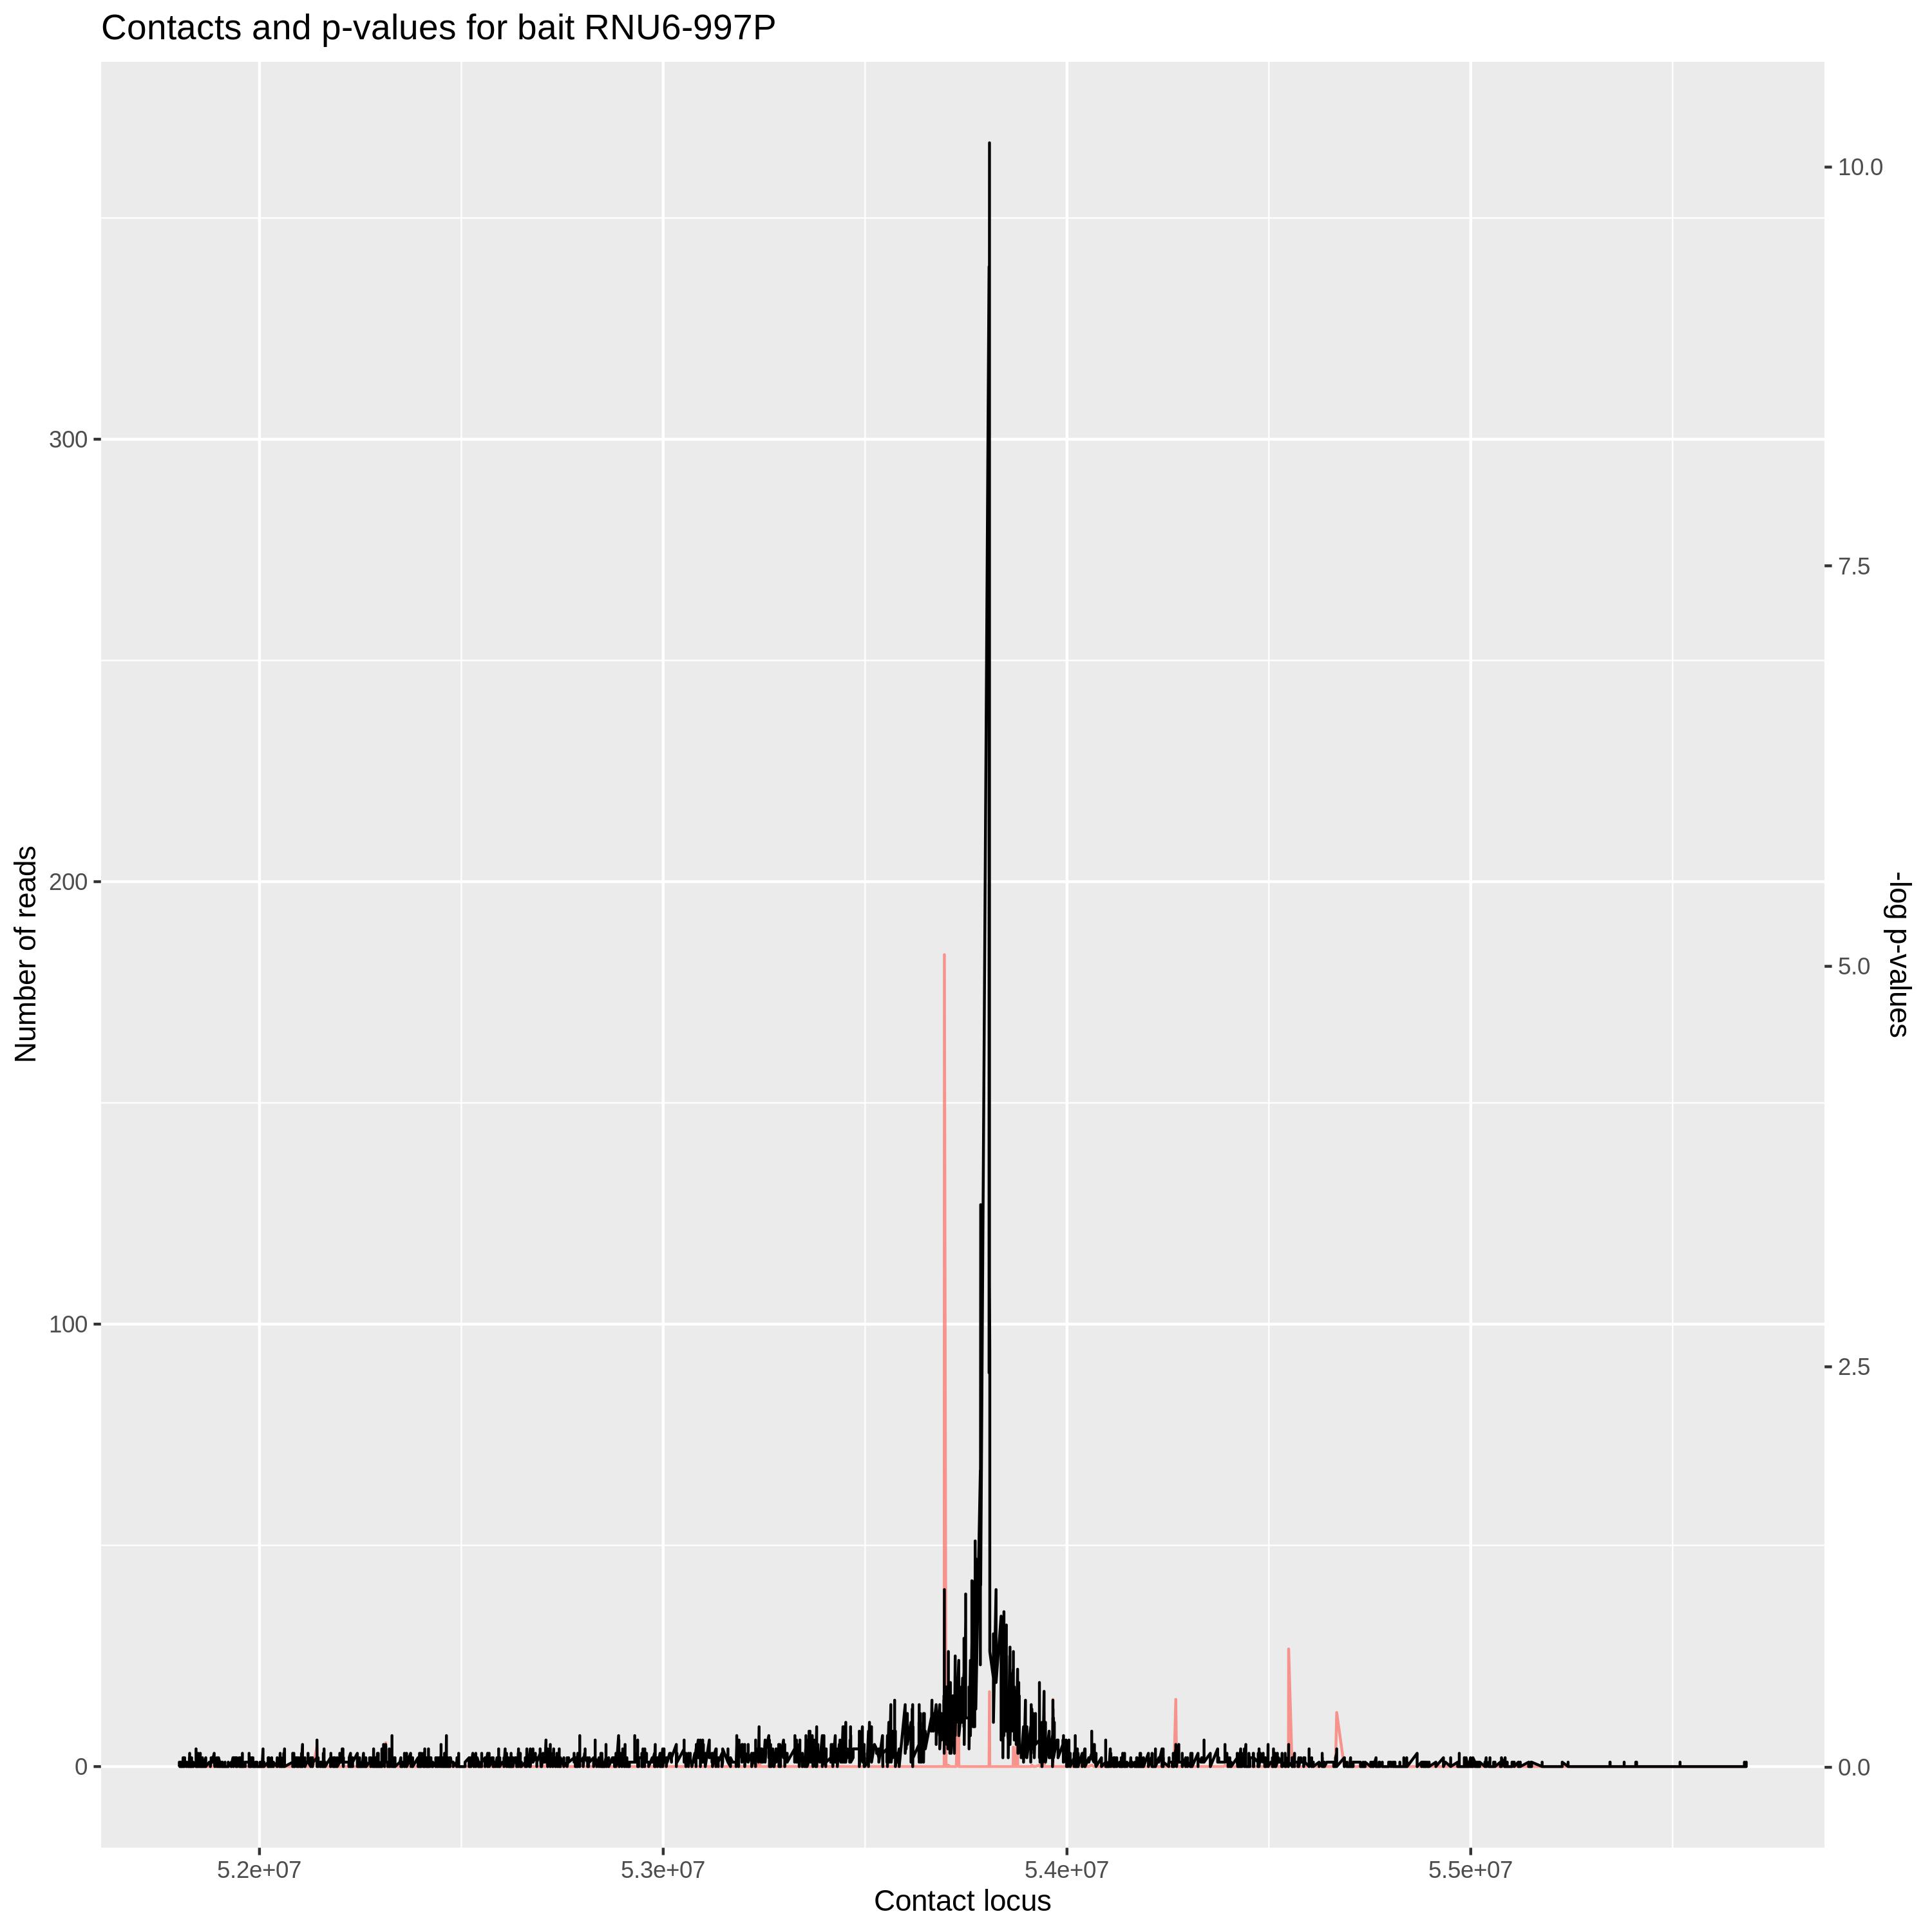 Contacts and p-values for bait RNU6-997P
Number of reads
300
200
100
0
10.0
7.5
5.0
2.5
0.0
-log p-values
5.2e+07
5.3e+07
5.4e+07
5.5e+07
Contact locus